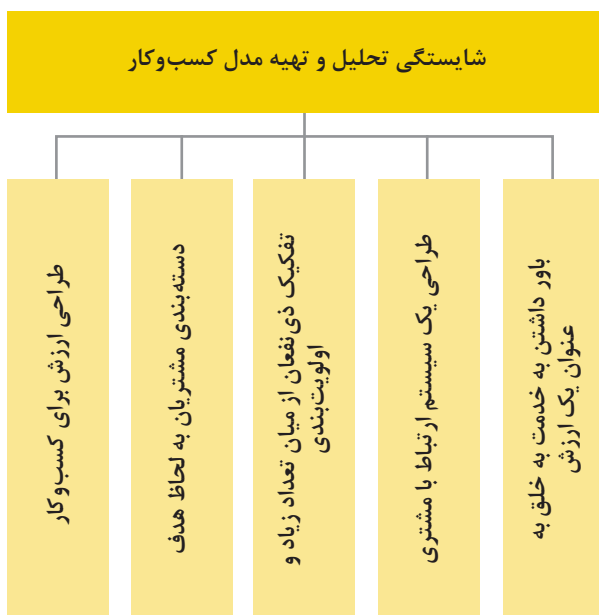 شایستگی تحلیل و تهیه مدل کسب‌وکار
باور داشتن به خدمت به خلق به
عنوان یک ارزش
طراحی یک سیستم ارتباط با مشتری
تفکیک ذی‌نفعان از میان تعداد زیاد و
اولویت‌بندی
دسته‌بندی مشتریان به لحاظ هدف
طراحی ارزش برای کسب‌وکار